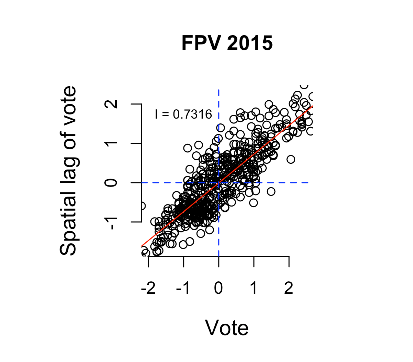 FPV 2015
I = 0.7316
Spatial lag of vote
2
1
0
-1
-2 -1 0 1 2
Vote